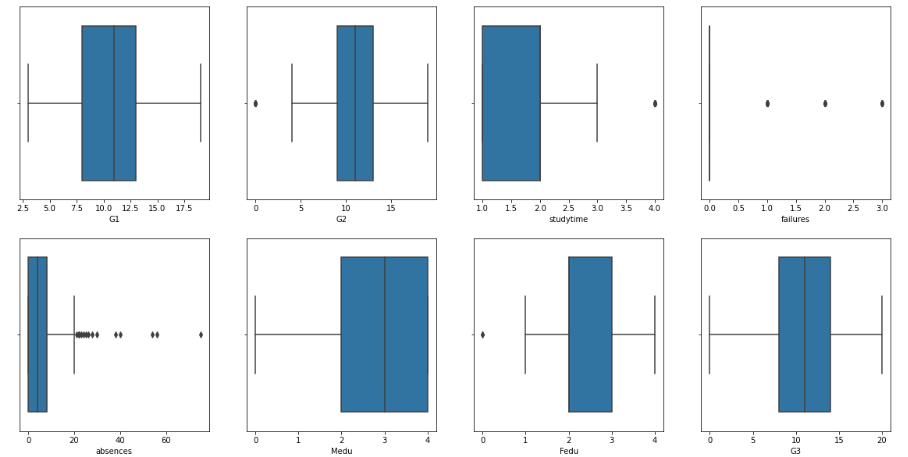 2.5 5.0 7.5 10.0 12.5 15.0 17.5
G1
0 5 10 15
G2
1.0 1.5 2.0 2.5 3.0 3.5 4.0
studytime
0.0 0.5 1.0 1.5 2.0 2.5 3.0
failures
0 20 40 60
absences
0 1 2 3 4
Medu
0 1 2 3 4
Fedu
0 5 10 15 20
G3